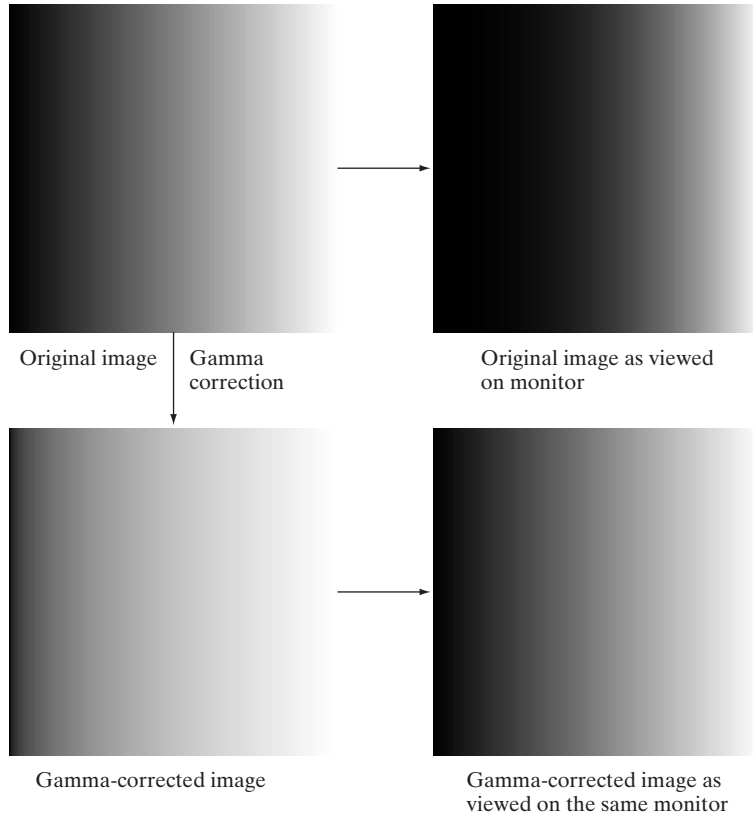 Original image
Gamma
correction
Original image as viewed
on monitor
Gamma-corrected image
Gamma-corrected image as
viewed on the same monitor